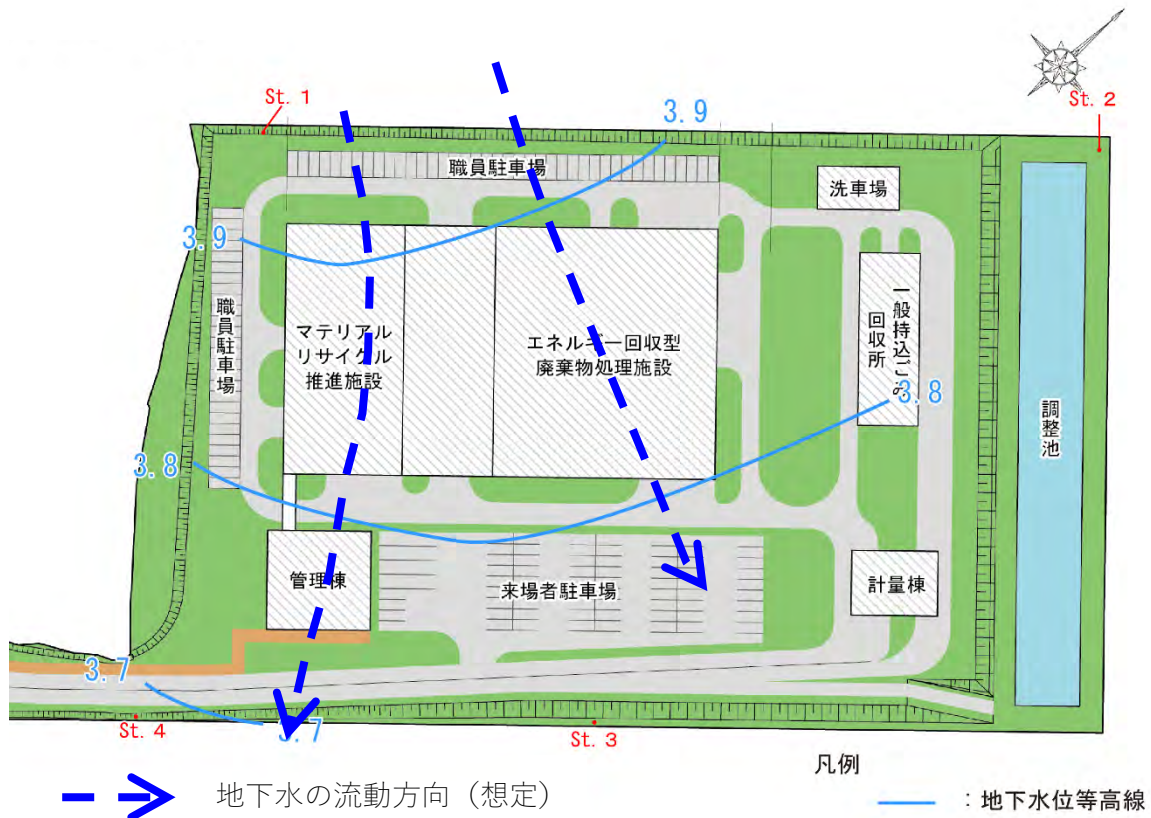 St. 1
3.9
St. 2
職員駐車場
洗車場
3.9
職員駐車場
マテリアル
リサイクル
推進施設
エネルギー回収型
廃棄物処理施設
一般持込ごみ
回収所
3.8
3.8
調整池
管理棟
来場者駐車場
計量棟
3.7
St. 4
3.7
St. 3
凡例
地下水の流動方向（想定）
：地下水位等高線